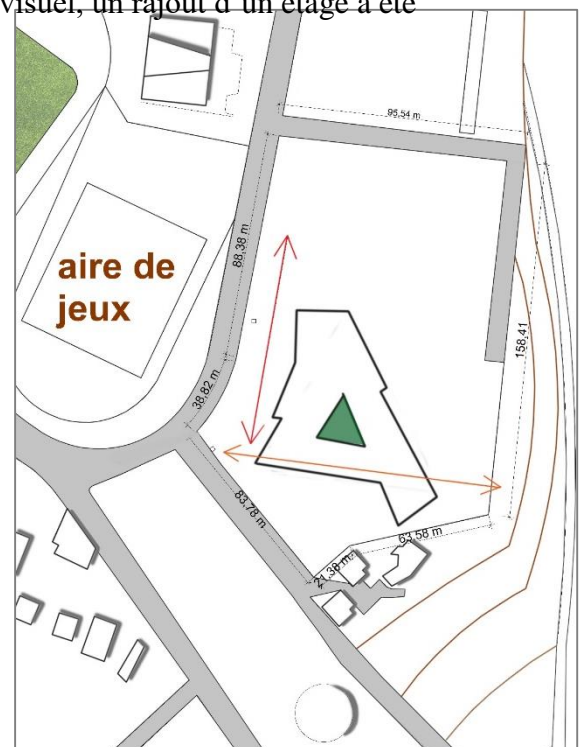 visuel, un rajout d'un étage a été
95,54 m
88,38 m
aire de
jeux
158,41
38,82 m
83,78 m
63,58 m
21,38 m